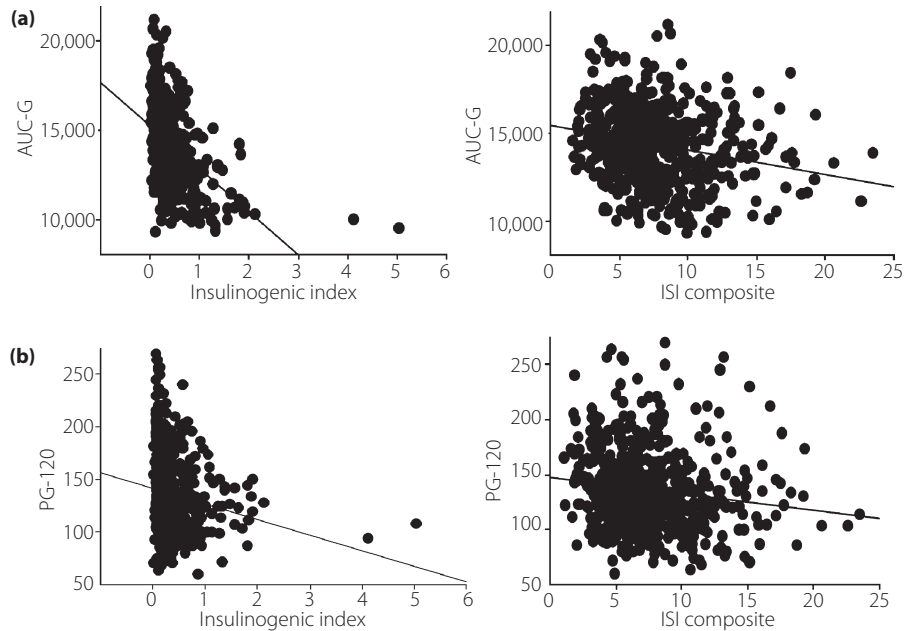 (a)
20,000
15,000
10,000
AUC-G
0 1 2 3 4 5 6
Insulinogenic index
20,000
15,000
10,000
AUC-G
0 5 10 15 20 25
ISI composite
(b)
250
200
150
100
50
PG-120
0 1 2 3 4 5 6
Insulinogenic index
250
200
150
100
50
PG-120
0 5 10 15 20 25
ISI composite